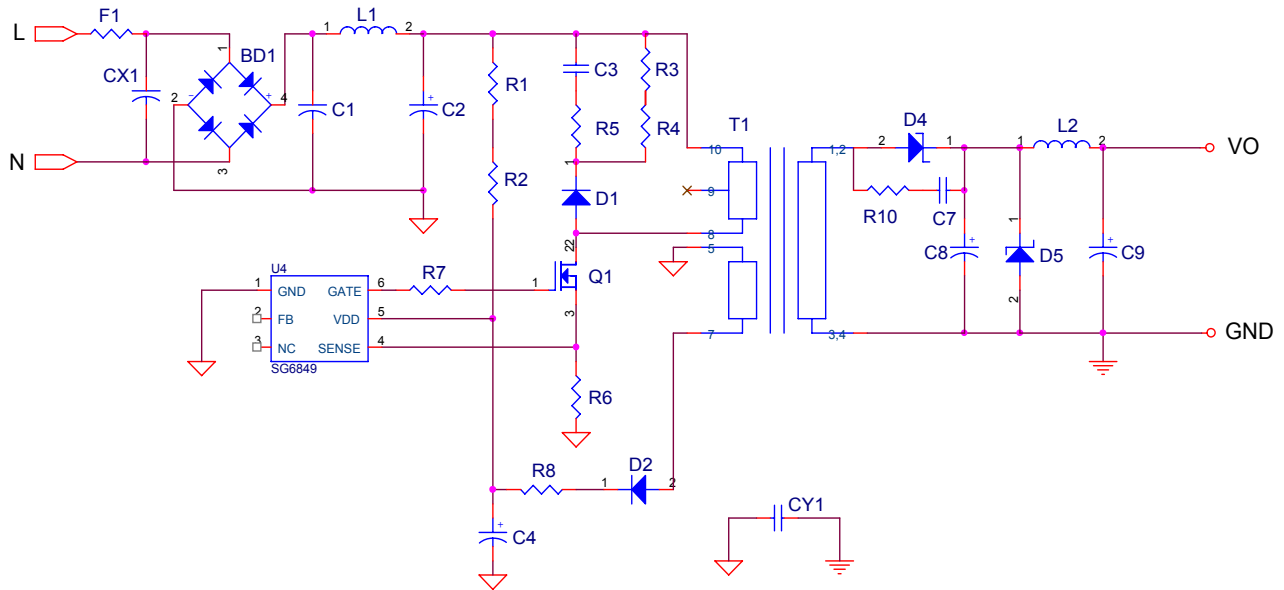 L
F1
CX1
N
1
BD1
2
-
+
4
3
1
L1
2
C1
+
C2
R1
R2
C3
R5
R3
R4
1
D1
T1
10
9
8
5
7
1,2
3,4
2
D4
1
R10
C7
+
C8
1
D5
2
1
L2
2
+
C9
VO
GND
22
1
Q1
3
R7
U4
1
GND
GATE
6
2
FB
VDD
5
3
NC
SENSE
4
SG6849
R6
R8
1
D2
2
+
C4
CY1